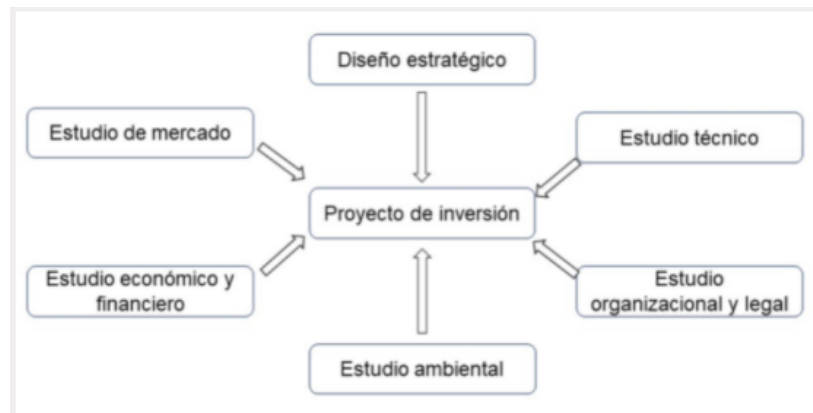 Diseño estratégico
Estudio de mercado
Estudio técnico
Proyecto de inversión
Estudio económico y
financiero
Estudio
organizacional y legal
Estudio ambiental